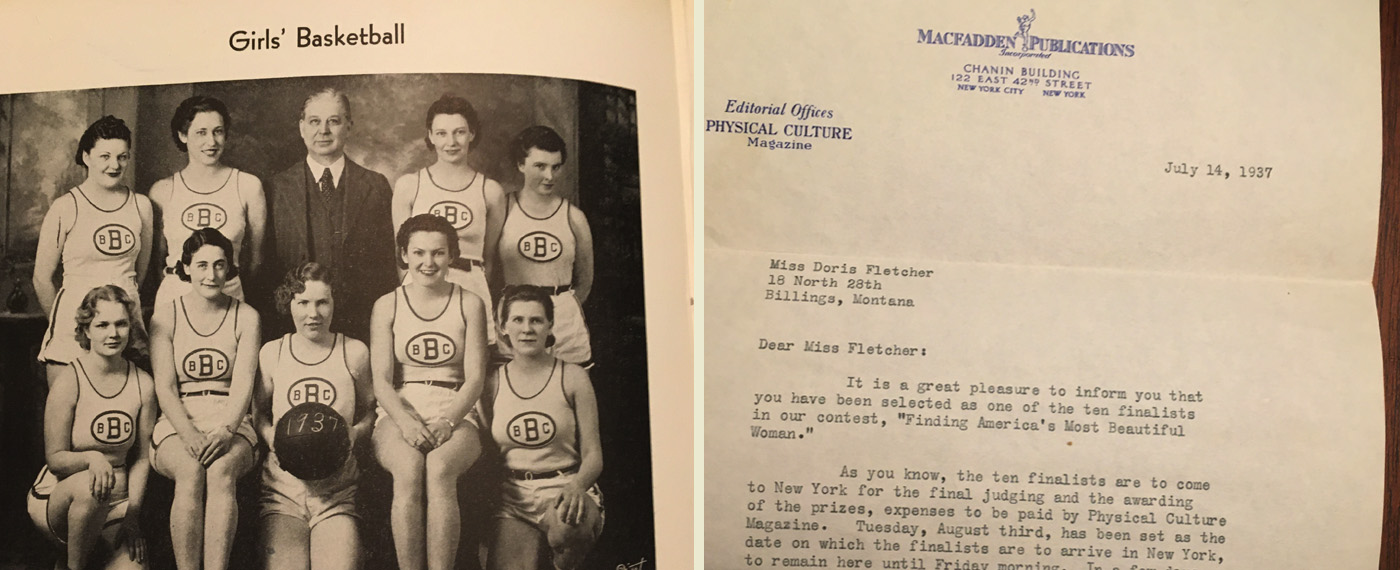 Girls' Basketball
BBC
BBC
BBC
BBC
BBC
BBC
BBC
BBC
1937
BBC
MACFADDEN PUBLICATIONS
Incorporated
CHANIN BUILDING
122 EAST 42ND STREET
NEW YORK CITY NEW YORK
Editorial Offices
PHYSICAL CULTURE
Magazine
July 14, 1937
Miss Doris Fletcher
18 North 28th
Billings, Montana
Dear Miss Fletcher:
It is a great pleasure to inform you that
you have been selected as one of the ten finalists
in our contest, "Finding America's Most Beautiful
Woman."
As you know, the ten finalists are to come
to New York for the final judging and the awarding
of the prizes, expenses to be paid by Physical Culture
Magazine. Tuesday, August third, has been set as the
date on which the finalists are to arrive in New York,
to remain here until Friday morning. In a few